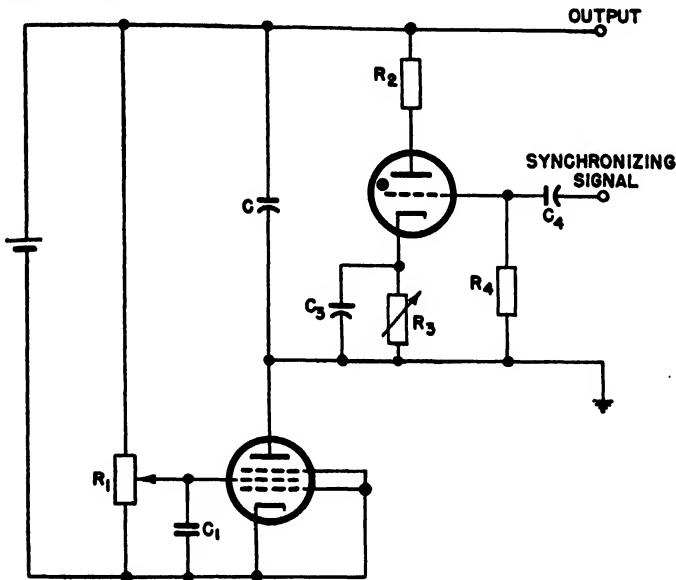 OUTPUT
R2
SYNCHRONIZING
SIGNAL
C
C4
C3
R3
R4
R1
C1